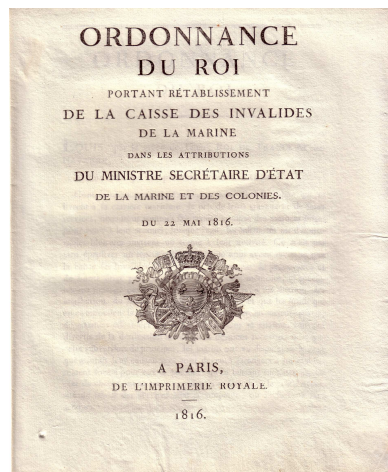 ORDONNANCE
DU ROI
PORTANT RÉTABLISSEMENT
DE LA CAISSE DES INVALIDES
DE LA MARINE
DANS LES ATTRIBUTIONS
DU MINISTRE SECRÉTAIRE D'ÉTAT
DE LA MARINE ET DES COLONIES.
DU 22 MAI 1816.
A PARIS,
DE L'IMPRIMERIE ROYALE.
1816.